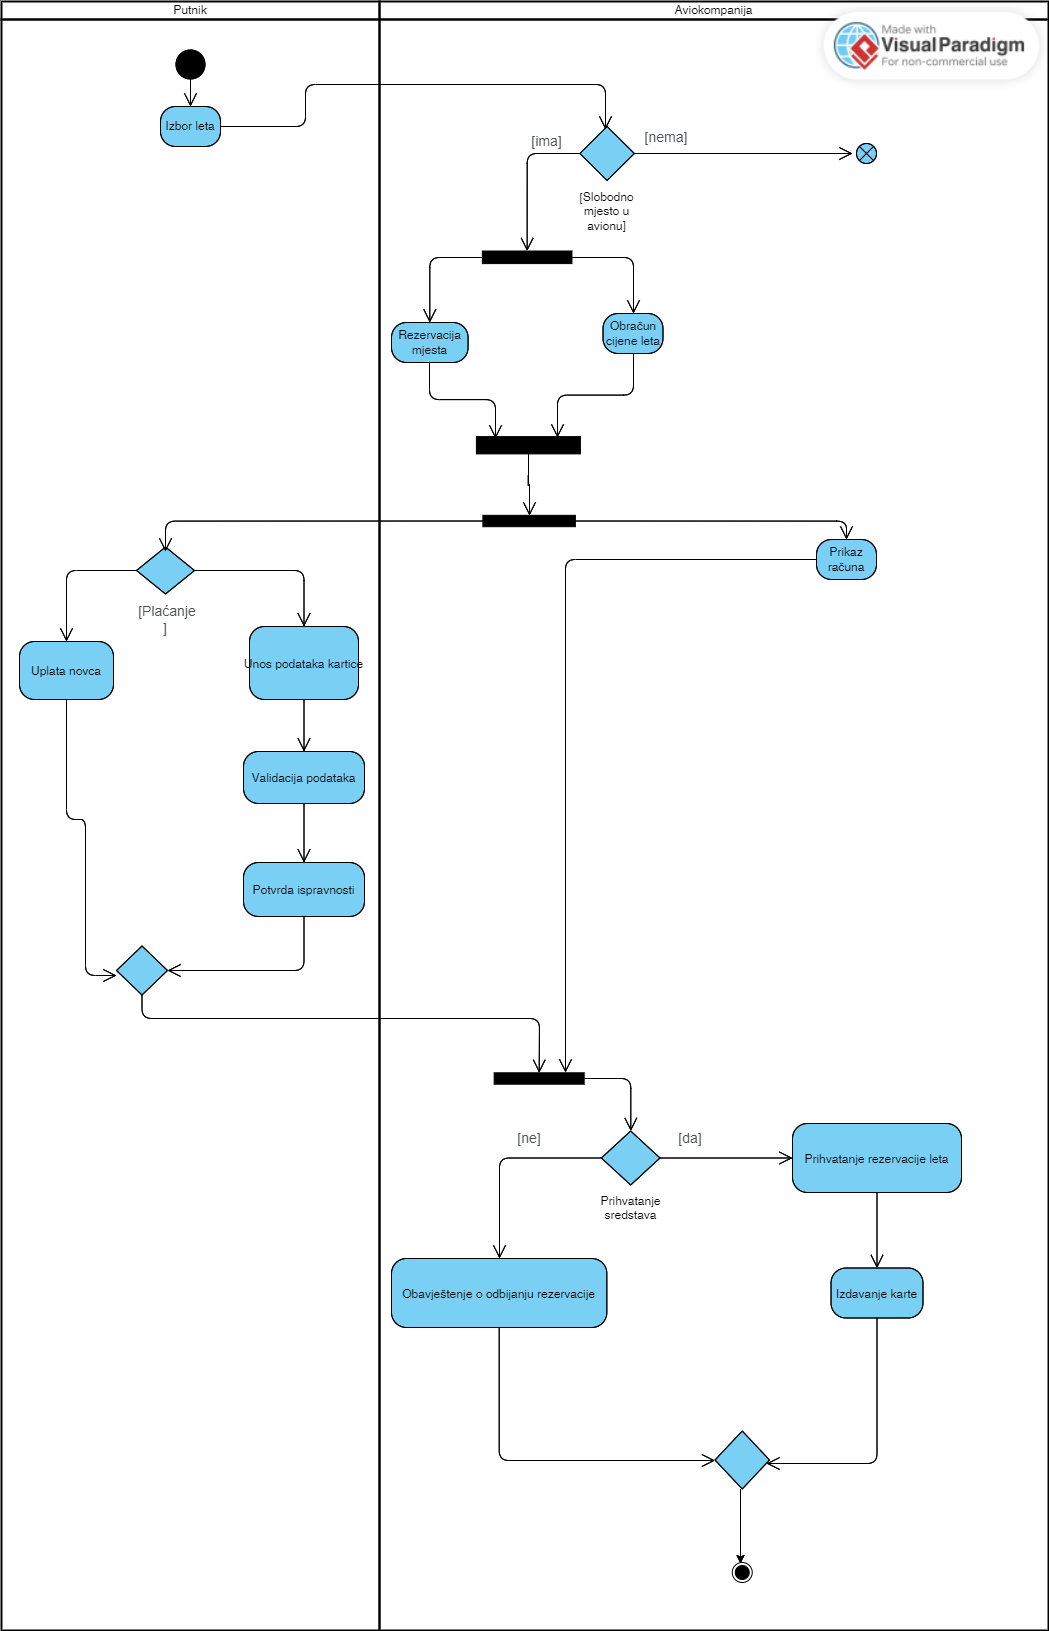 Putnik
Aviokompanija
Made with
VisualParadigm
For non-commercial use
Izbor leta
[ima]
[nema]
[Slobodno
mjesto u
avionu]
Rezervacija
mjesta
Obračun
cijene leta
Prikaz
računa
[Plaćanje
]
Uplata novca
Unos podataka kartice
Validacija podataka
Potvrda ispravnosti
[ne]
[da]
Prihvatanje rezervacije leta
Prihvatanje
sredstava
Obavještenje o odbijanju rezervacije
Izdavanje karte